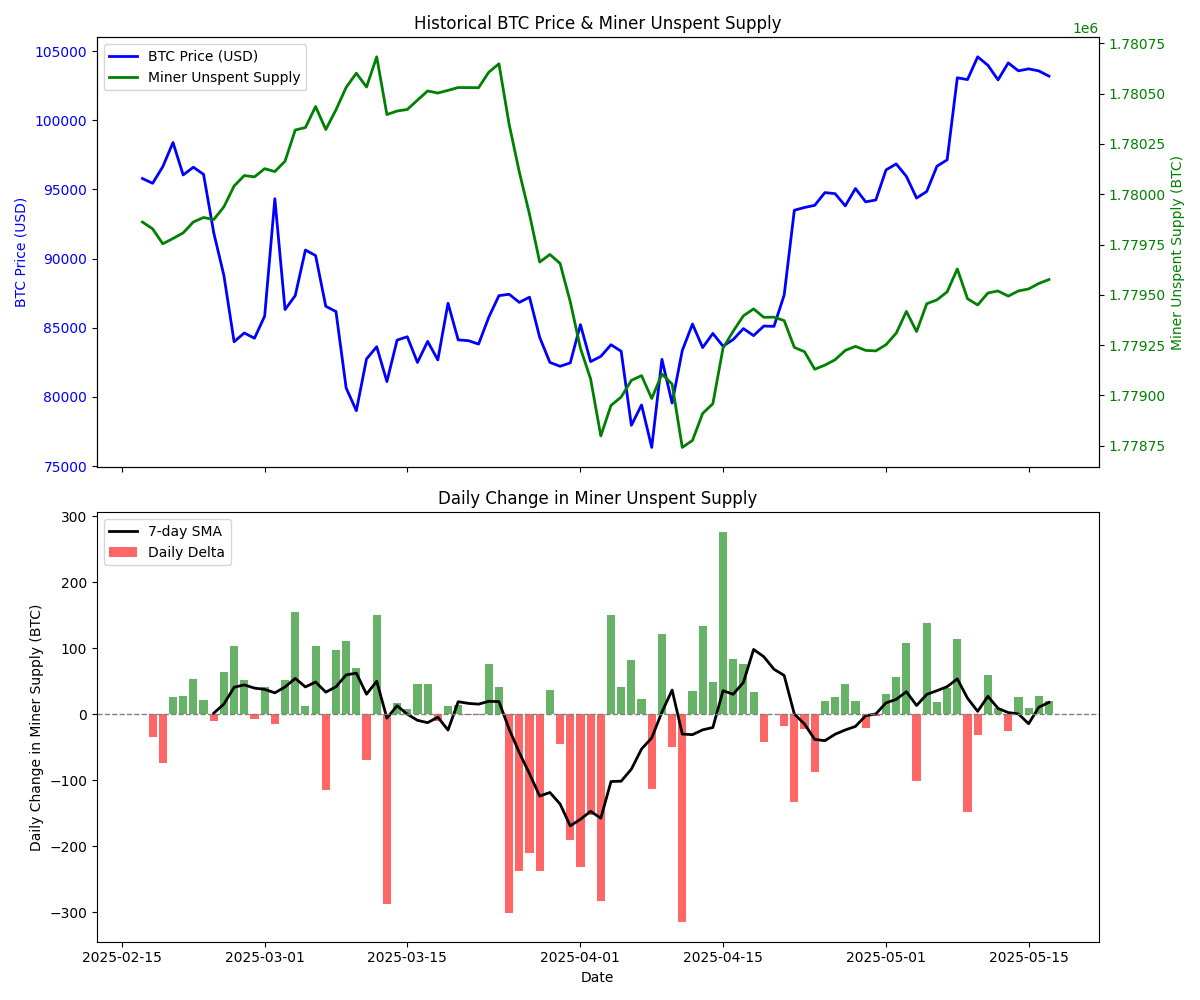 Historical BTC Price & Miner Unspent Supply
1e6
BTC Price (USD)
Miner Unspent Supply
105000
100000
95000
90000
85000
80000
75000
BTC Price (USD)
1.78075
1.78050
1.78025
1.78000
1.77975
1.77950
1.77925
1.77900
1.77875
Miner Unspent Supply (BTC)
Daily Change in Miner Unspent Supply
7-day SMA
Daily Delta
300
200
100
0
−100
−200
−300
Daily Change in Miner Supply (BTC)
2025-02-15
2025-03-01
2025-03-15
2025-04-01
2025-04-15
2025-05-01
2025-05-15
Date